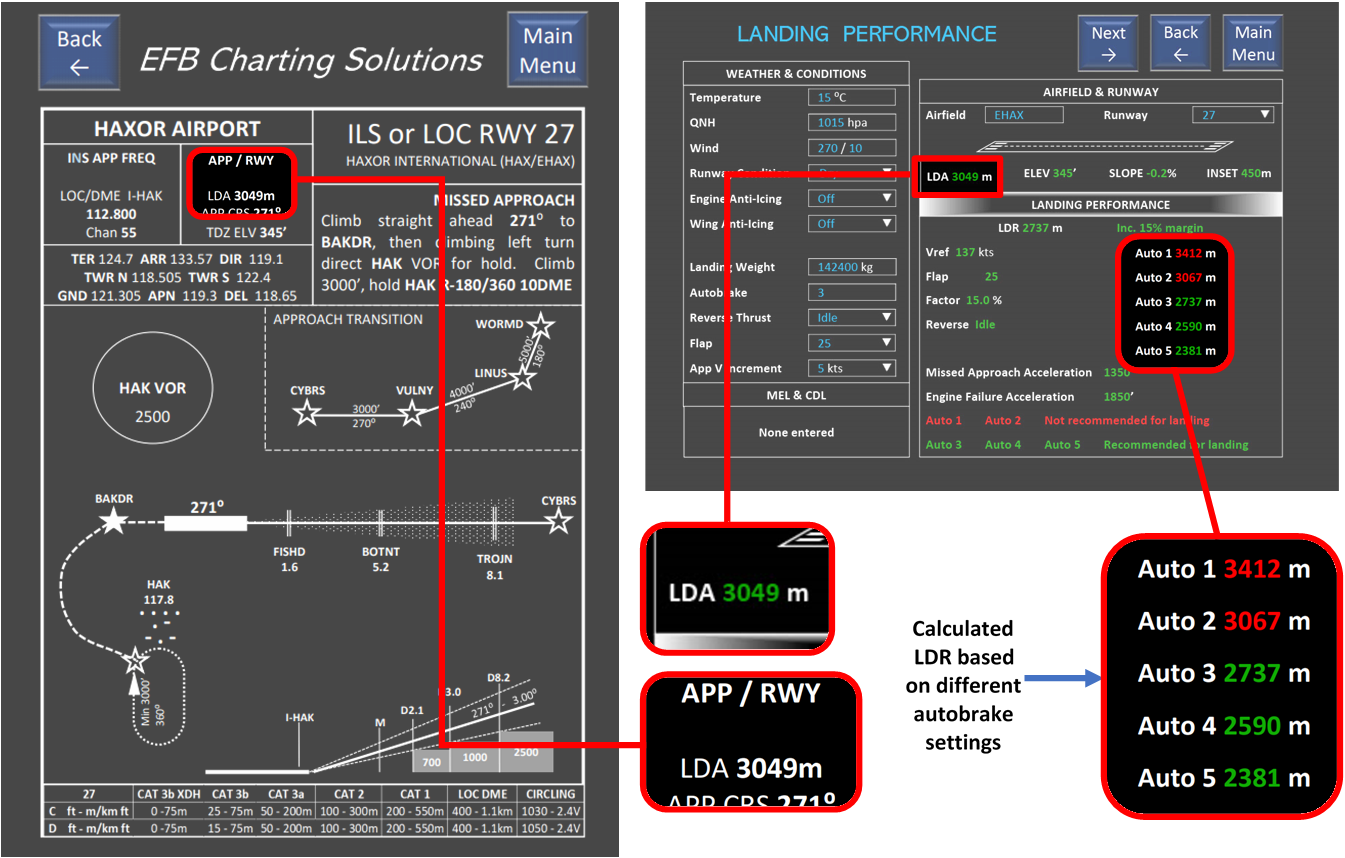 Back
←
EFB Charting Solutions
Main
Menu
HAXOR AIRPORT
ILS or LOC RWY 27
HAXOR INTERNATIONAL (HAX/EHAX)
INS APP FREQ
LOC/DME I-HAK
112.800
Chan 55
APP / RWY
LDA 3049m
APP CRS 271⁰
TDZ ELV 345'
MISSED APPROACH
Climb straight ahead 271⁰ to
BAKDR, then climbing left turn
direct HAK VOR for hold. Climb
3000', hold HAK R-180/360 10DME
TER 124.7 ARR 133.57 DIR 119.1
TWR N 118.505 TWR S 122.4
GND 121.305 APN 119.3 DEL 118.65
HAK VOR
2500
APPROACH TRANSITION
WORMD
5000'
180⁰
LINUS
4000'
240⁰
VULNY
CYBRS
3000'
270⁰
BAKDR
271⁰
CYBRS
FISHD
1.6
BOTNT
5.2
TROJN
8.1
HAK
117.8
Min 3000'
360⁰
I-HAK
M
D2.1
3.0
D8.2
271⁰ - 3.00⁰
700
1000
2500
27 CAT 3b XDH CAT 3b CAT 3a CAT 2 CAT 1 LOC DME CIRCLING
C ft - m/km ft 0 -75m 25 - 75m 50 - 200m 100 - 300m 200 - 550m 400 - 1.1km 1030 - 2.4V
D ft - m/km ft 0 -75m 15 - 75m 50 - 200m 100 - 300m 200 - 550m 400 - 1.1km 1050 - 2.4V
LANDING PERFORMANCE
Next
→
Back
←
Main
Menu
WEATHER & CONDITIONS
Temperature 15 ⁰C
QNH 1015 hpa
Wind 270 / 10
Runway Condition
Engine Anti-Icing Off
Wing Anti-Icing Off
Landing Weight 142400 kg
Autobrake 3
Reverse Thrust Idle
Flap 25
App V Increment 5 kts
MEL & CDL
None entered
AIRFIELD & RUNWAY
Airfield EHAX Runway 27
LDA 3049 m ELEV 345' SLOPE -0.2% INSET 450m
LANDING PERFORMANCE
LDR 2737 m Inc. 15% margin
Vref 137 kts
Flap 25
Factor 15.0 %
Reverse Idle
Auto 1 3412 m
Auto 2 3067 m
Auto 3 2737 m
Auto 4 2590 m
Auto 5 2381 m
Missed Approach Acceleration 1350'
Engine Failure Acceleration 1850'
Auto 1 Auto 2 Not recommended for landing
Auto 3 Auto 4 Auto 5 Recommended for landing
LDA 3049 m
APP / RWY
LDA 3049m
APP CRS 271⁰
Calculated
LDR based
on different
autobrake
settings
Auto 1 3412 m
Auto 2 3067 m
Auto 3 2737 m
Auto 4 2590 m
Auto 5 2381 m